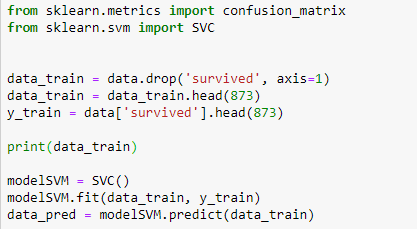 from sklearn.metrics import confusion_matrix
from sklearn.svm import SVC
data_train = data.drop('survived', axis=1)
data_train = data_train.head(873)
y_train = data['survived'].head(873)
print(data_train)
modelSVM = SVC()
modelSVM.fit(data_train, y_train)
data_pred = modelSVM.predict(data_train)